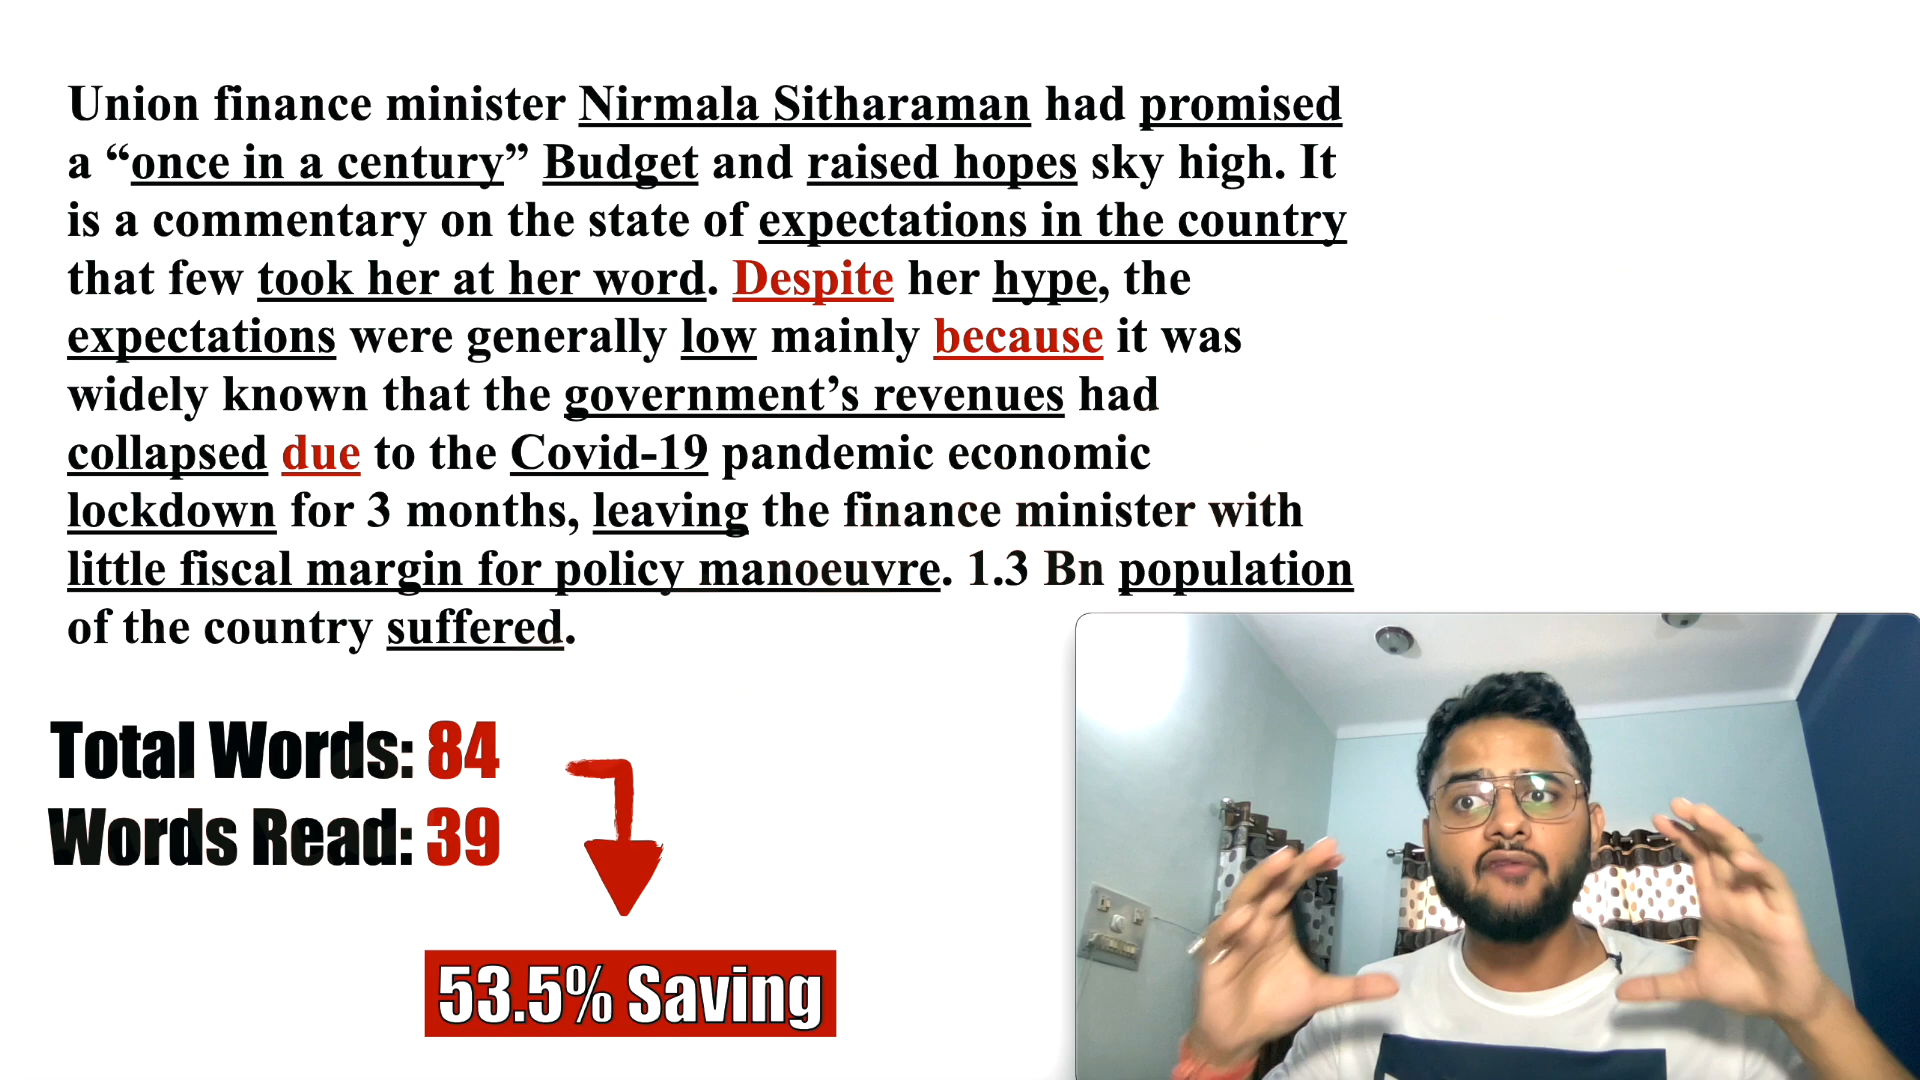 Union finance minister Nirmala Sitharaman had promised
a “once in a century” Budget and raised hopes sky high. It
is a commentary on the state of expectations in the country
that few took her at her word. Despite her hype, the
expectations were generally low mainly because it was
widely known that the government’s revenues had
collapsed due to the Covid-19 pandemic economic
lockdown for 3 months, leaving the finance minister with
little fiscal margin for policy manoeuvre. 1.3 Bn population
of the country suffered.
Total Words: 84
Words Read: 39
53.5% Saving